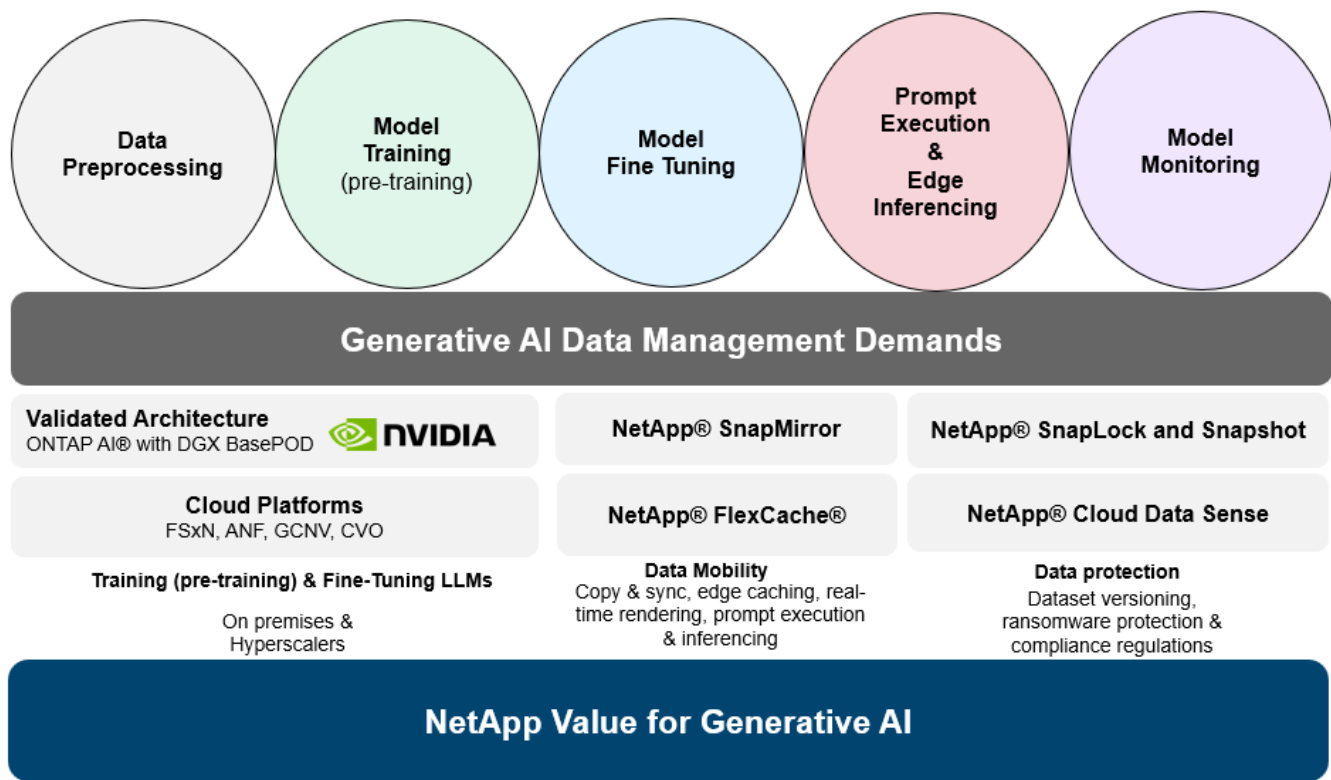 Data
Preprocessing
Model
Training
(pre-training)
Model
Fine Tuning
Prompt
Execution
&
Edge
Inferencing
Model
Monitoring
Generative AI Data Management Demands
Validated Architecture
ONTAP AI® with DGX BasePOD
NVIDIA
NetApp® SnapMirror
NetApp® SnapLock and Snapshot
Cloud Platforms
FSxN, ANF, GCNV, CVO
NetApp® FlexCache®
NetApp® Cloud Data Sense
Training (pre-training) & Fine-Tuning LLMs
On premises &
Hyperscalers
Data Mobility
Copy & sync, edge caching, real-
time rendering, prompt execution
& inferencing
Data protection
Dataset versioning,
ransomware protection &
compliance regulations
NetApp Value for Generative AI